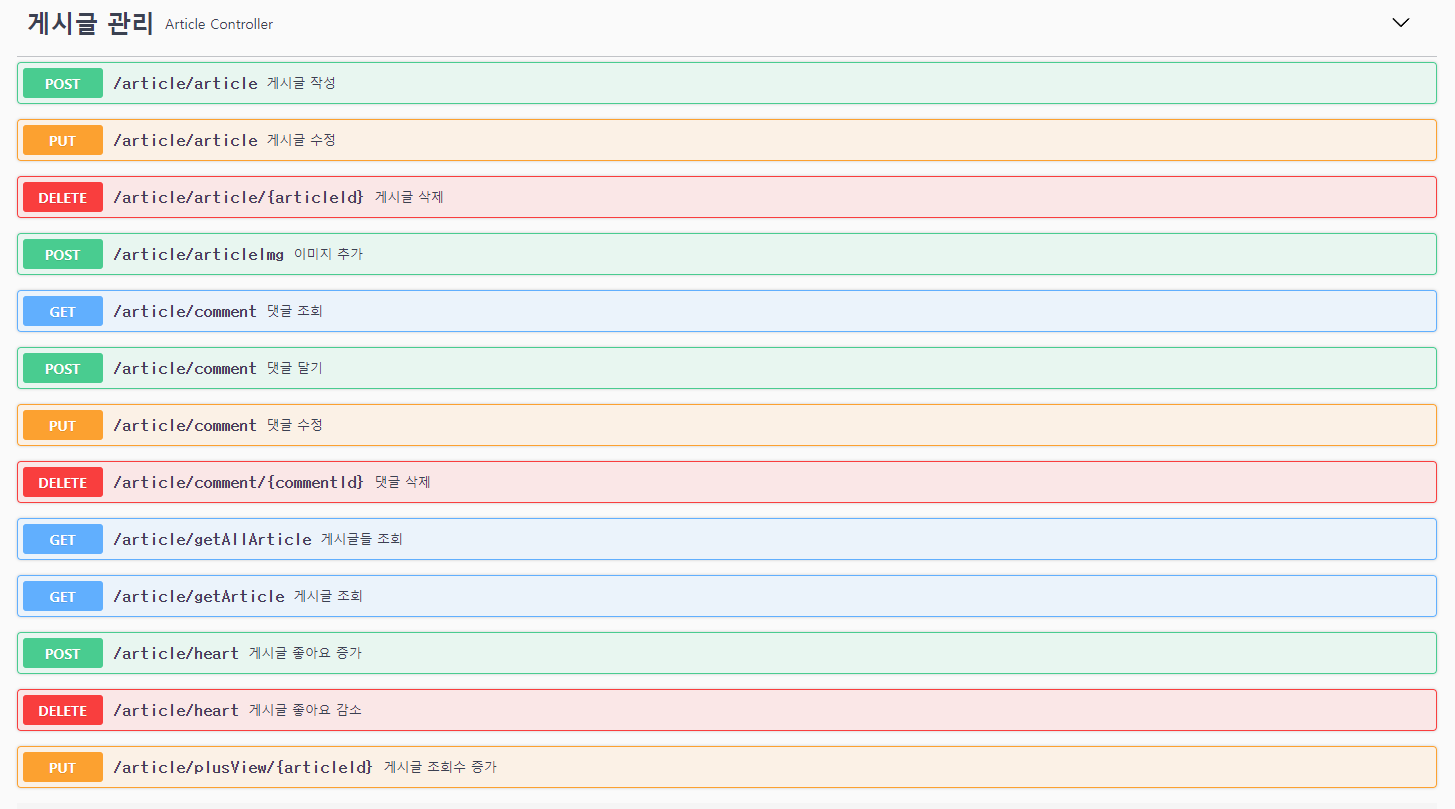 게시글 관리 Article Controller
POST /article/article 게시글 작성
PUT /article/article 게시글 수정
DELETE /article/article/{articleId} 게시글 삭제
POST /article/articleImg 이미지 추가
GET /article/comment 댓글 조회
POST /article/comment 댓글 달기
PUT /article/comment 댓글 수정
DELETE /article/comment/{commentId} 댓글 삭제
GET /article/getAllArticle 게시글들 조회
GET /article/getArticle 게시글 조회
POST /article/heart 게시글 좋아요 증가
DELETE /article/heart 게시글 좋아요 감소
PUT /article/plusView/{articleId} 게시글 조회수 증가